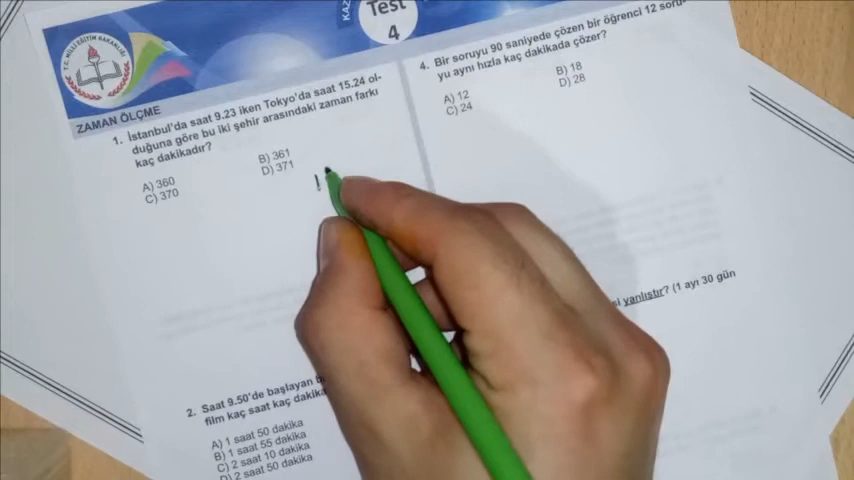 Test
4
T.C. MİLLÎ EĞİTİM BAKANLIĞI
ZAMAN ÖLÇME
1. İstanbul'da saat 9.23 iken Tokyo'da saat 15.24 ol-
duğuna göre bu iki şehir arasındaki zaman farkı
kaç dakikadır?
A) 360
B) 361
C) 370
D) 371
2. Saat 9.50'de başlayan
film kaç saat kaç
A) 1 saat 50 dakika
B) 1 saat 55 dakika
C) 2 saat 10 dakika
D) 2 saat 50 dakika
4. Bir soruyu 90 saniyede çözen bir öğrenci 12 soru-
yu aynı hızla kaç dakikada çözer?
A) 12
B) 18
C) 24
D) 28
yanlıştır? (1 ayı 30 gün